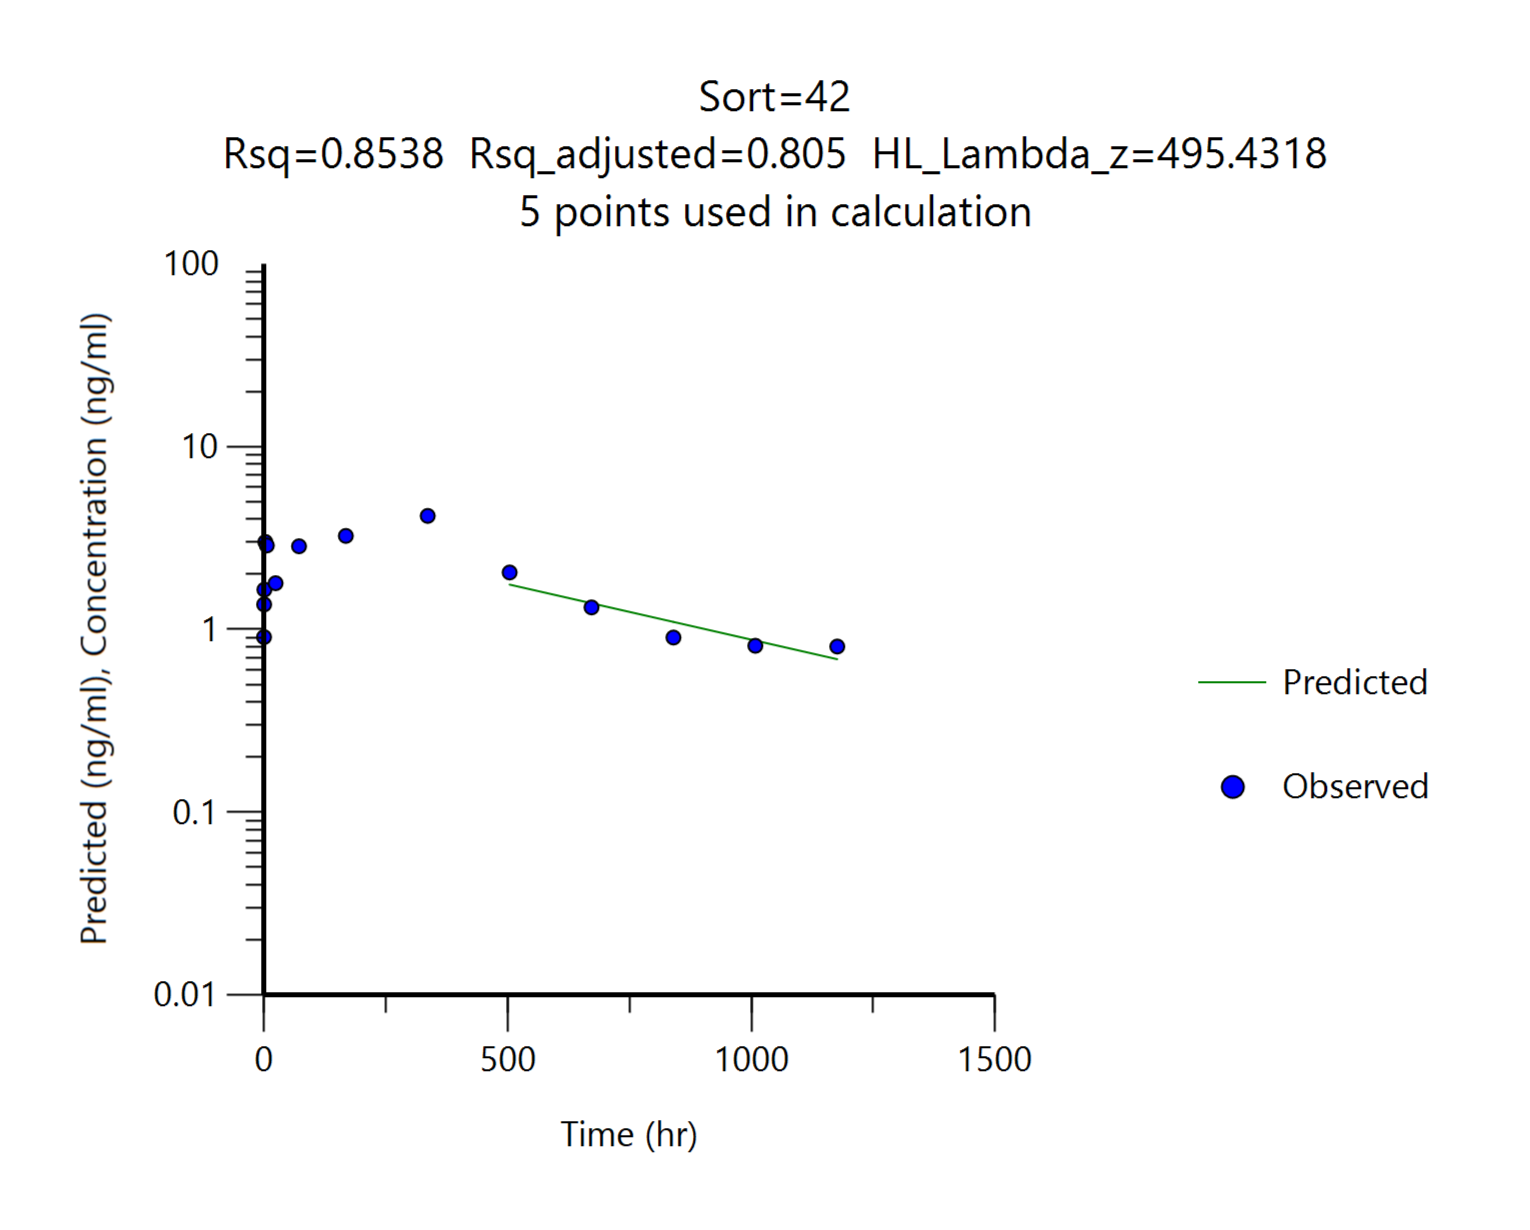 Sort=42
Rsq=0.8538 Rsq_adjusted=0.805 HL_Lambda_z=495.4318
5 points used in calculation
Predicted (ng/ml), Concentration (ng/ml)
100
10
1
0.1
0.01
0 500 1000 1500
Time (hr)
Predicted
Observed